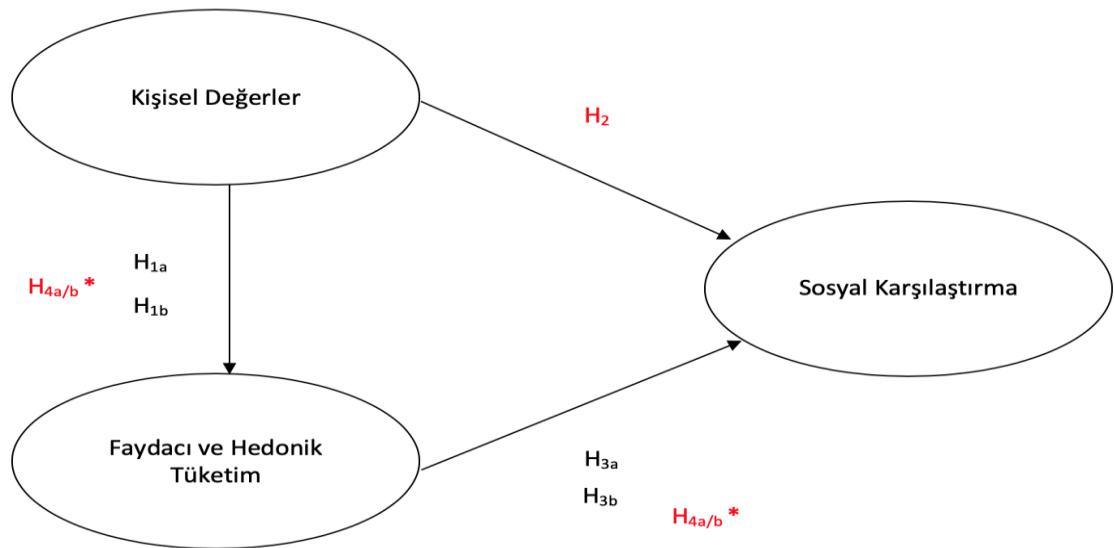 Kişisel Değerler
H₂
H₁ₐ
H₄ₐ/b *
H₁b
Sosyal Karşılaştırma
Faydacı ve Hedonik
Tüketim
H₃ₐ
H₃b
H₄ₐ/b *